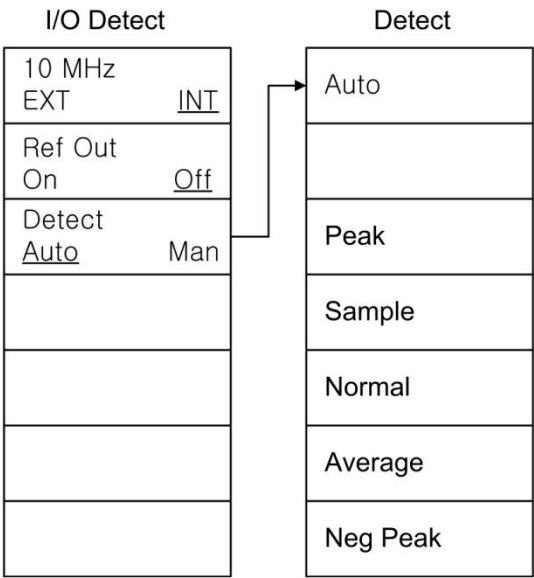 I/O Detect
10 MHz
EXT INT
Ref Out
On Off
Detect
Auto Man
Detect
Auto
Peak
Sample
Normal
Average
Neg Peak